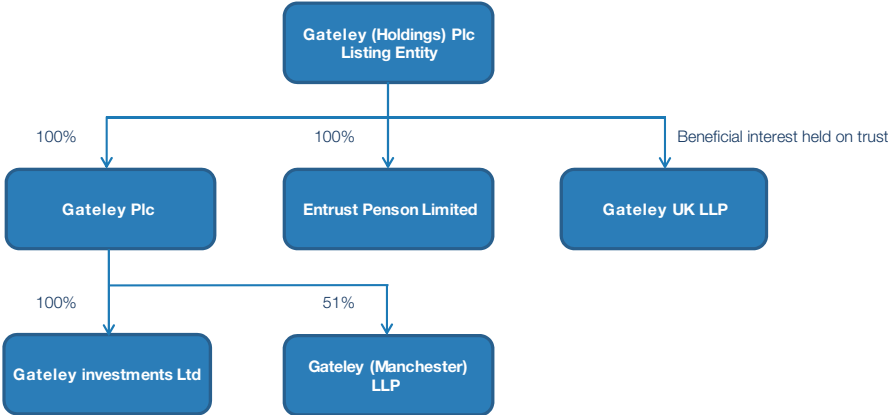 Gateley (Holdings) Plc
Listing Entity
100%
100%
Beneficial interest held on trust
Gateley Plc
Entrust Penson Limited
Gateley UK LLP
100%
51%
Gateley investments Ltd
Gateley (Manchester)
LLP